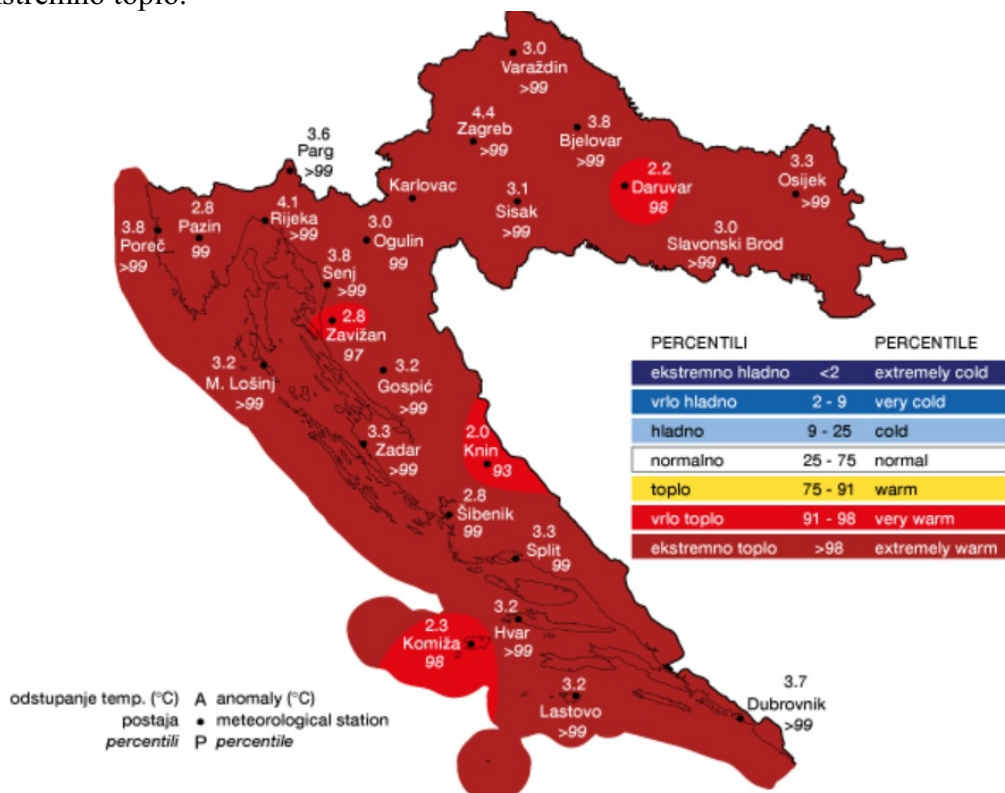 3.0
Varaždin
>99
4.4
Zagreb
>99
3.8
Bjelovar
>99
3.6
Parg
>99
2.2
Daruvar
98
3.3
Osijek
>99
Karlovac
3.1
Sisak
>99
2.8
Pazin
99
4.1
Rijeka
>99
3.8
Poreč
>99
3.0
Ogulin
99
3.0
Slavonski Brod
>99
3.8
Senj
>99
2.8
Zavižan
97
3.2
M. Lošinj
>99
3.2
Gospić
>99
3.3
Zadar
>99
2.0
Knin
93
2.8
Šibenik
99
3.3
Split
99
3.2
Hvar
>99
2.3
Komiža
98
3.2
Lastovo
>99
3.7
Dubrovnik
>99
PERCENTILI PERCENTILE
ekstremno hladno <2 extremely cold
vrlo hladno 2 - 9 very cold
hladno 9 - 25 cold
normalno 25 - 75 normal
toplo 75 - 91 warm
vrlo toplo 91 - 98 very warm
ekstremno toplo >98 extremely warm
odstupanje temp. (°C) A anomaly (°C)
postaja • meteorological station
percentili P percentile